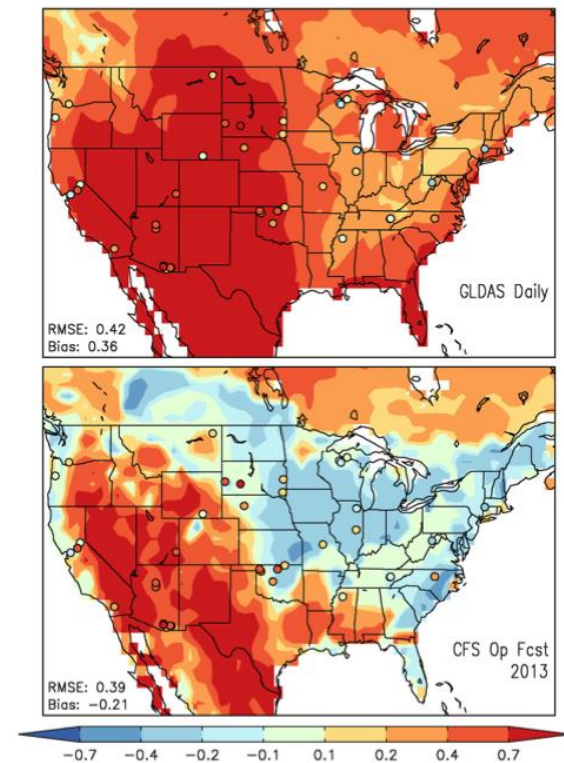 GLDAS Daily
RMSE: 0.42
Bias: 0.36
CFS Op Fcst
2013
RMSE: 0.39
Bias: -0.21
-0.7 -0.4 -0.2 -0.1 0.1 0.2 0.4 0.7